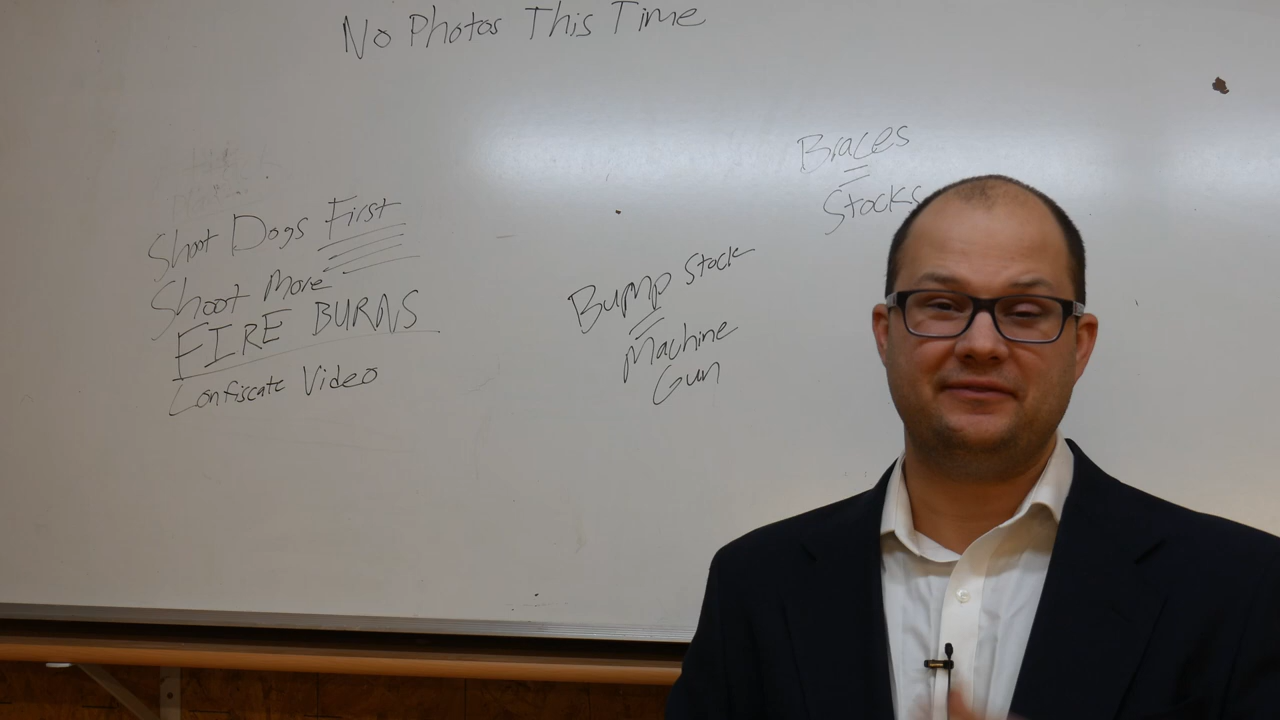 No Photos This Time
Braces
=
Stocks
Shoot Dogs First
Shoot More
FIRE BURNS
Confiscate Video
Bump Stock
=
Machine
Gun